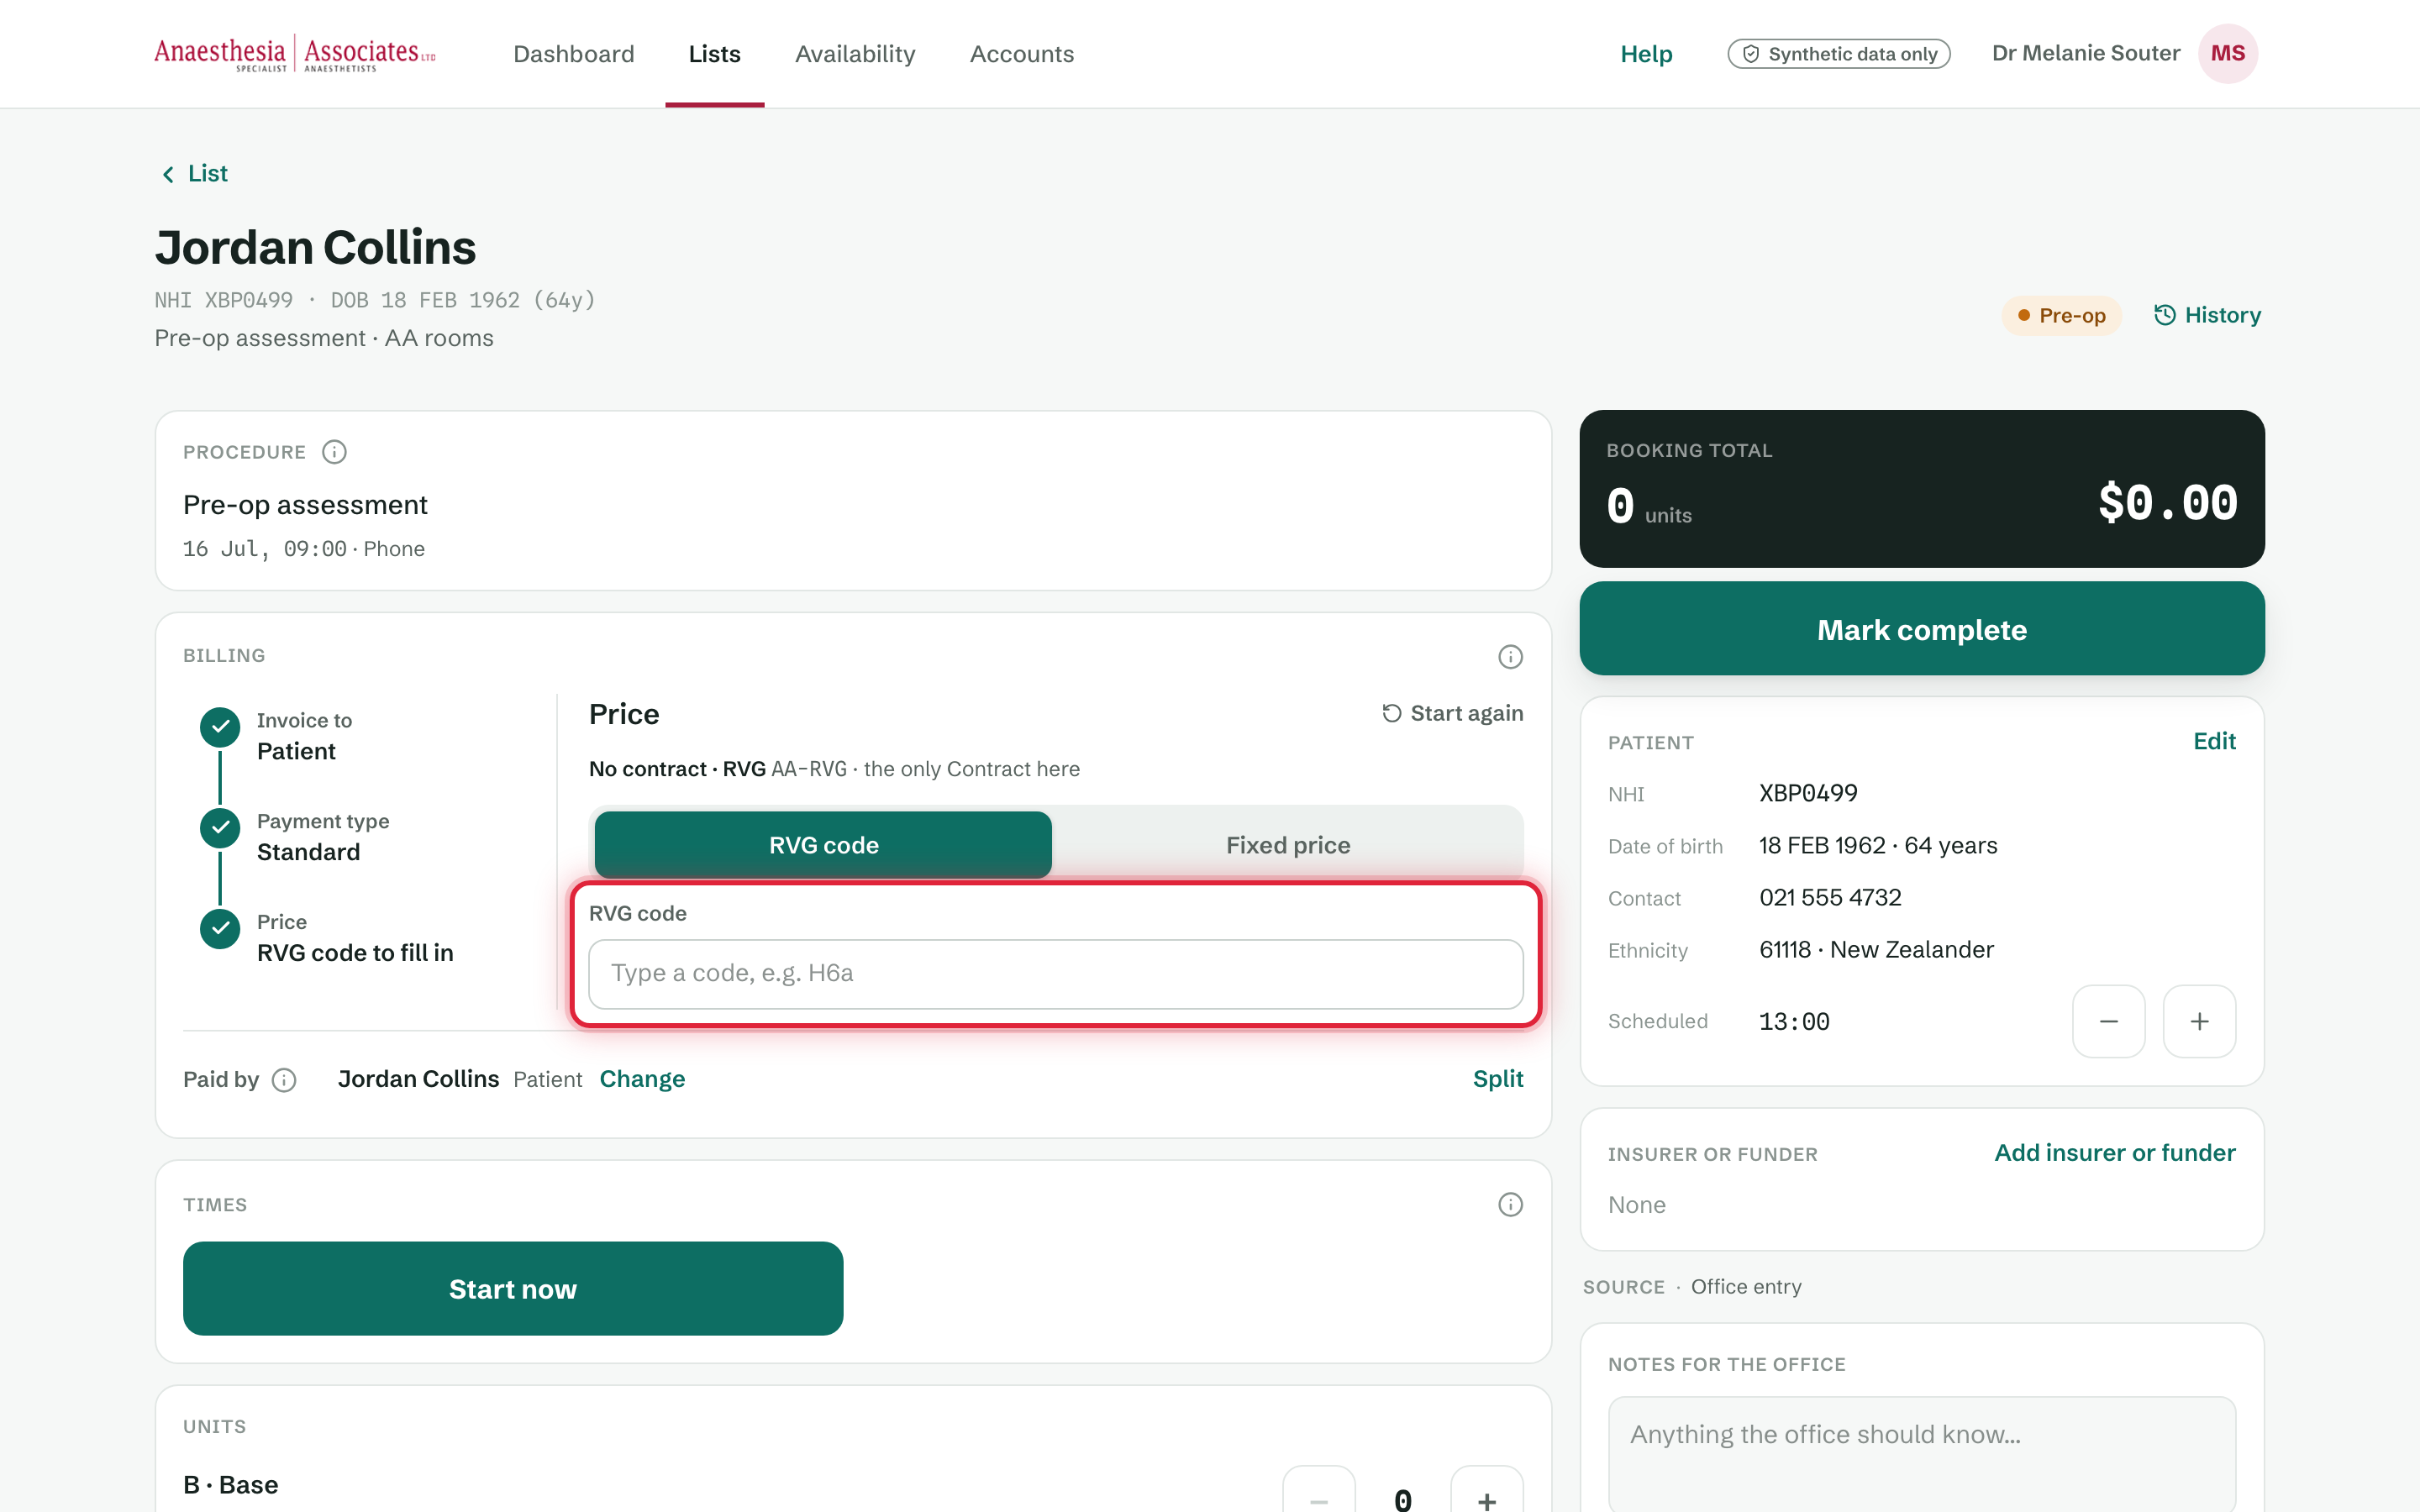 Anaesthesia | Associates LTD
SPECIALIST ANAESTHETISTS
Dashboard
Lists
Availability
Accounts
Help
Synthetic data only
Dr Melanie Souter
MS
List
Jordan Collins
NHI XBP0499 · DOB 18 FEB 1962 (64y)
Pre-op assessment · AA rooms
Pre-op
History
PROCEDURE
Pre-op assessment
16 Jul, 09:00 · Phone
BILLING
Invoice to
Patient
Payment type
Standard
Price
RVG code to fill in
Price
Start again
No contract · RVG AA-RVG · the only Contract here
RVG code
Fixed price
RVG code
Type a code, e.g. H6a
Paid by
Jordan Collins Patient Change
Split
TIMES
Start now
UNITS
B · Base
− 0 +
BOOKING TOTAL
0 units
$0.00
Mark complete
PATIENT
Edit
NHI XBP0499
Date of birth 18 FEB 1962 · 64 years
Contact 021 555 4732
Ethnicity 61118 · New Zealander
Scheduled 13:00 − +
INSURER OR FUNDER
Add insurer or funder
None
SOURCE · Office entry
NOTES FOR THE OFFICE
Anything the office should know...